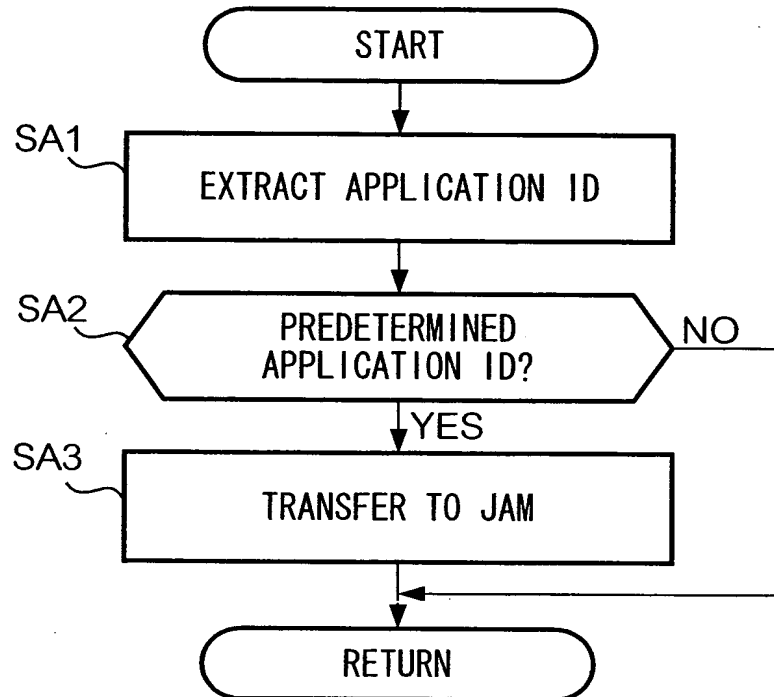 START
SA1
EXTRACT APPLICATION ID
SA2
PREDETERMINED
APPLICATION ID?
NO
YES
SA3
TRANSFER TO JAM
RETURN